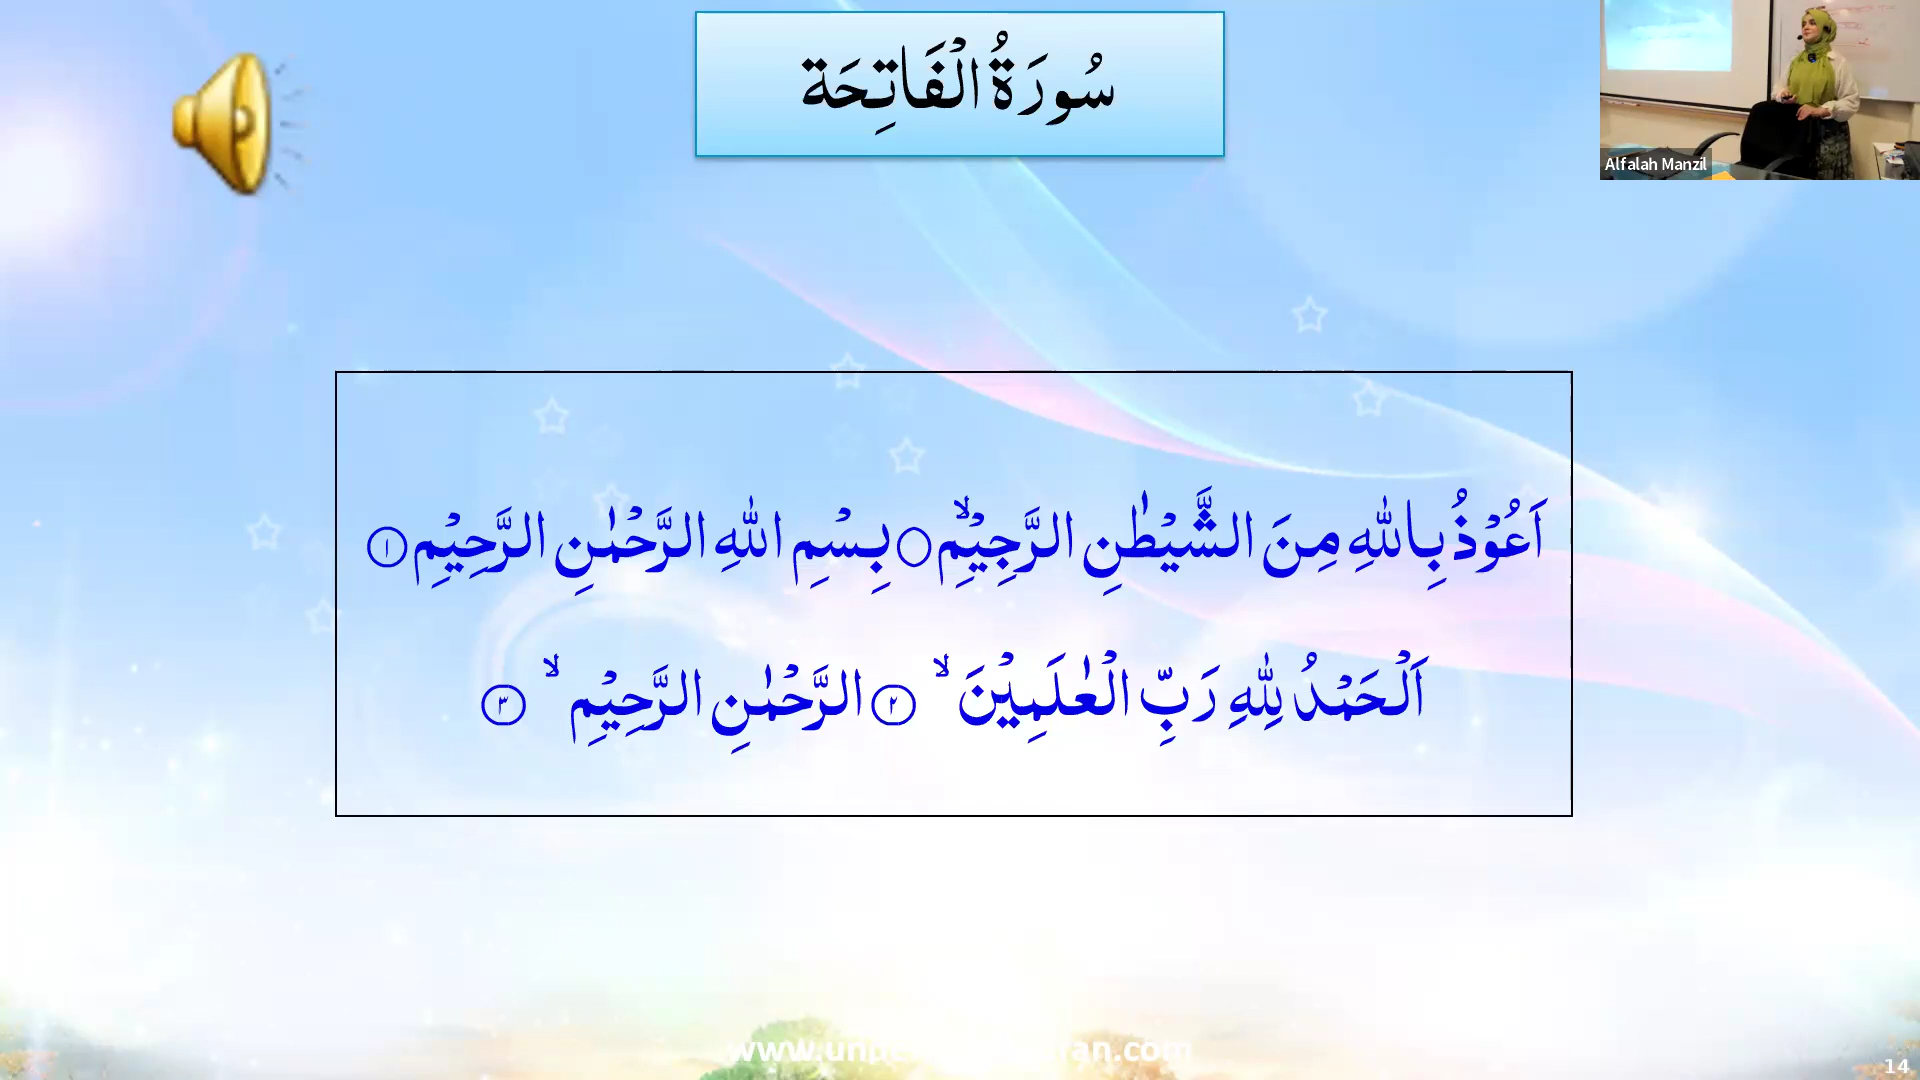 سُورَةُ الْفَاتِحَة
Alfalah Manzil
اَعُوْذُ بِاللّٰهِ مِنَ الشَّيْطٰنِ الرَّجِيْمِۙ○ بِسْمِ اللّٰهِ الرَّحْمٰنِ الرَّحِيْمِ ①
اَلْحَمْدُ لِلّٰهِ رَبِّ الْعٰلَمِيْنَ ۙ ② الرَّحْمٰنِ الرَّحِيْمِ ۙ ③
14